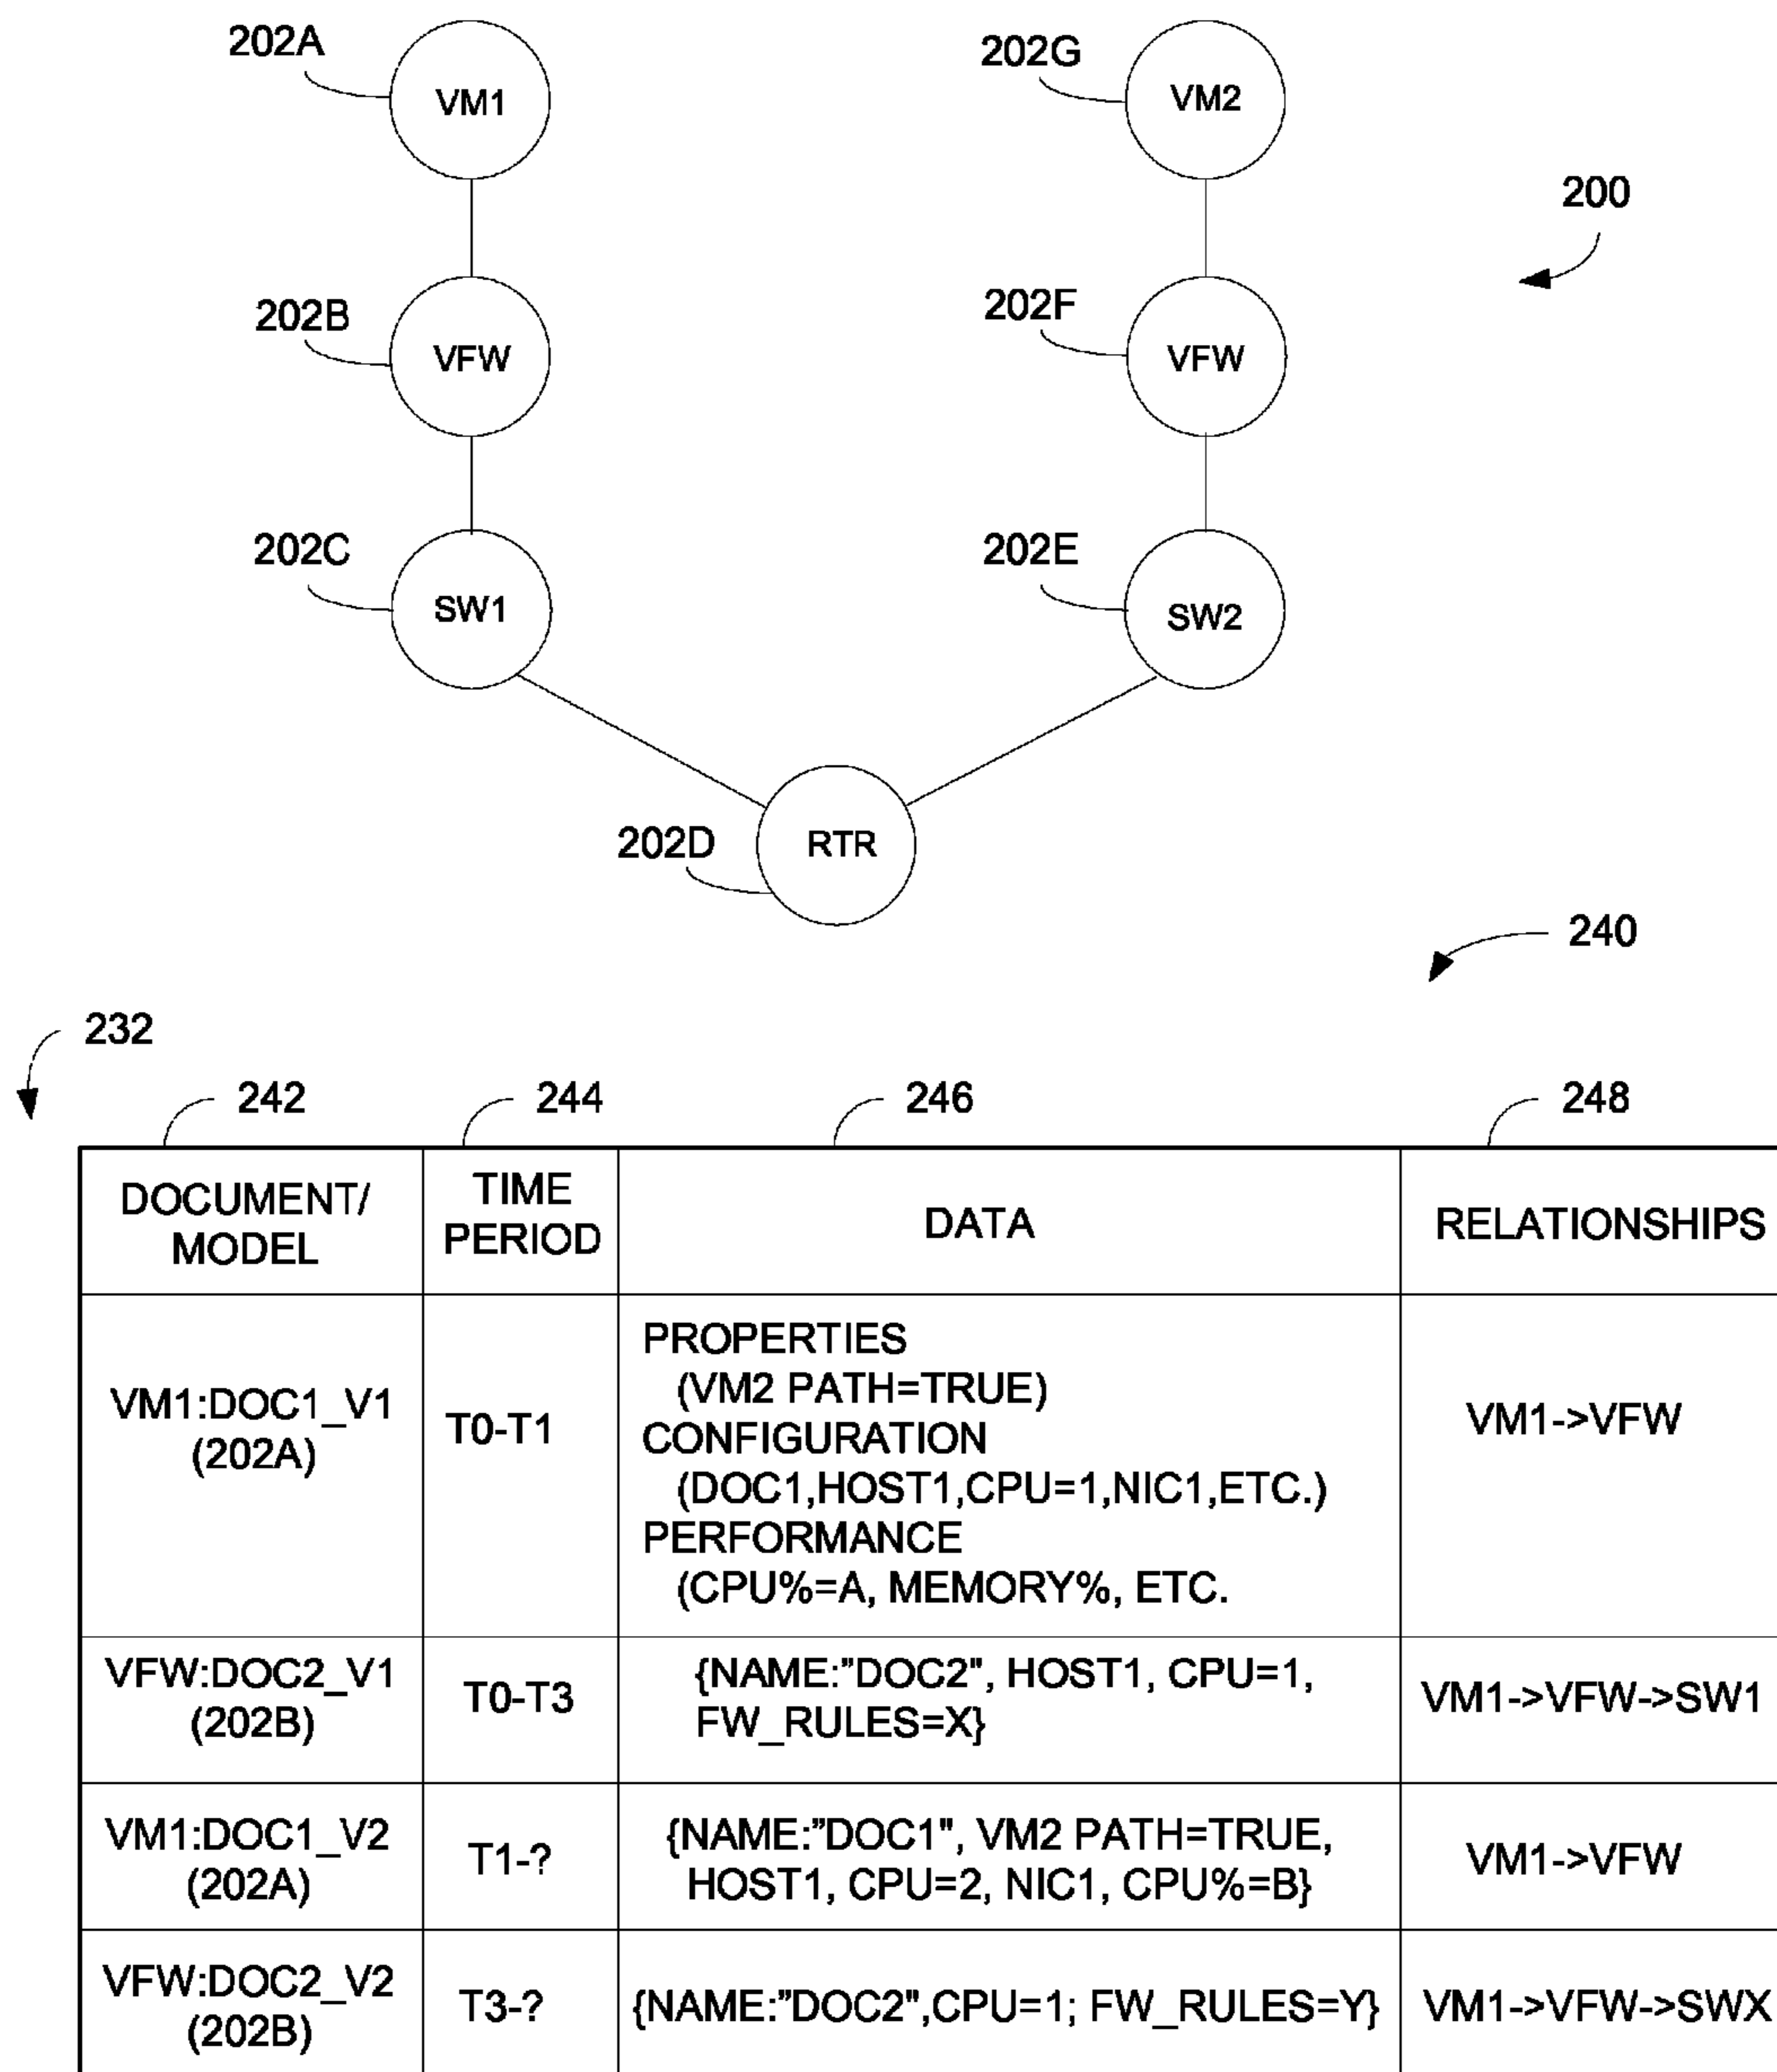 202A
VM1
202G
VM2
200
202B
VFW
202F
VFW
202C
SW1
202E
SW2
202D
RTR
240
232
242
244
246
248
DOCUMENT/
MODEL
TIME
PERIOD
DATA
RELATIONSHIPS
VM1:DOC1_V1
(202A)
T0-T1
PROPERTIES
(VM2 PATH=TRUE)
CONFIGURATION
(DOC1,HOST1,CPU=1,NIC1,ETC.)
PERFORMANCE
(CPU%=A, MEMORY%, ETC.
VM1->VFW
VFW:DOC2_V1
(202B)
T0-T3
{NAME:"DOC2", HOST1, CPU=1,
FW_RULES=X}
VM1->VFW->SW1
VM1:DOC1_V2
(202A)
T1-?
{NAME:"DOC1", VM2 PATH=TRUE,
HOST1, CPU=2, NIC1, CPU%=B}
VM1->VFW
VFW:DOC2_V2
(202B)
T3-?
{NAME:"DOC2",CPU=1; FW_RULES=Y}
VM1->VFW->SWX